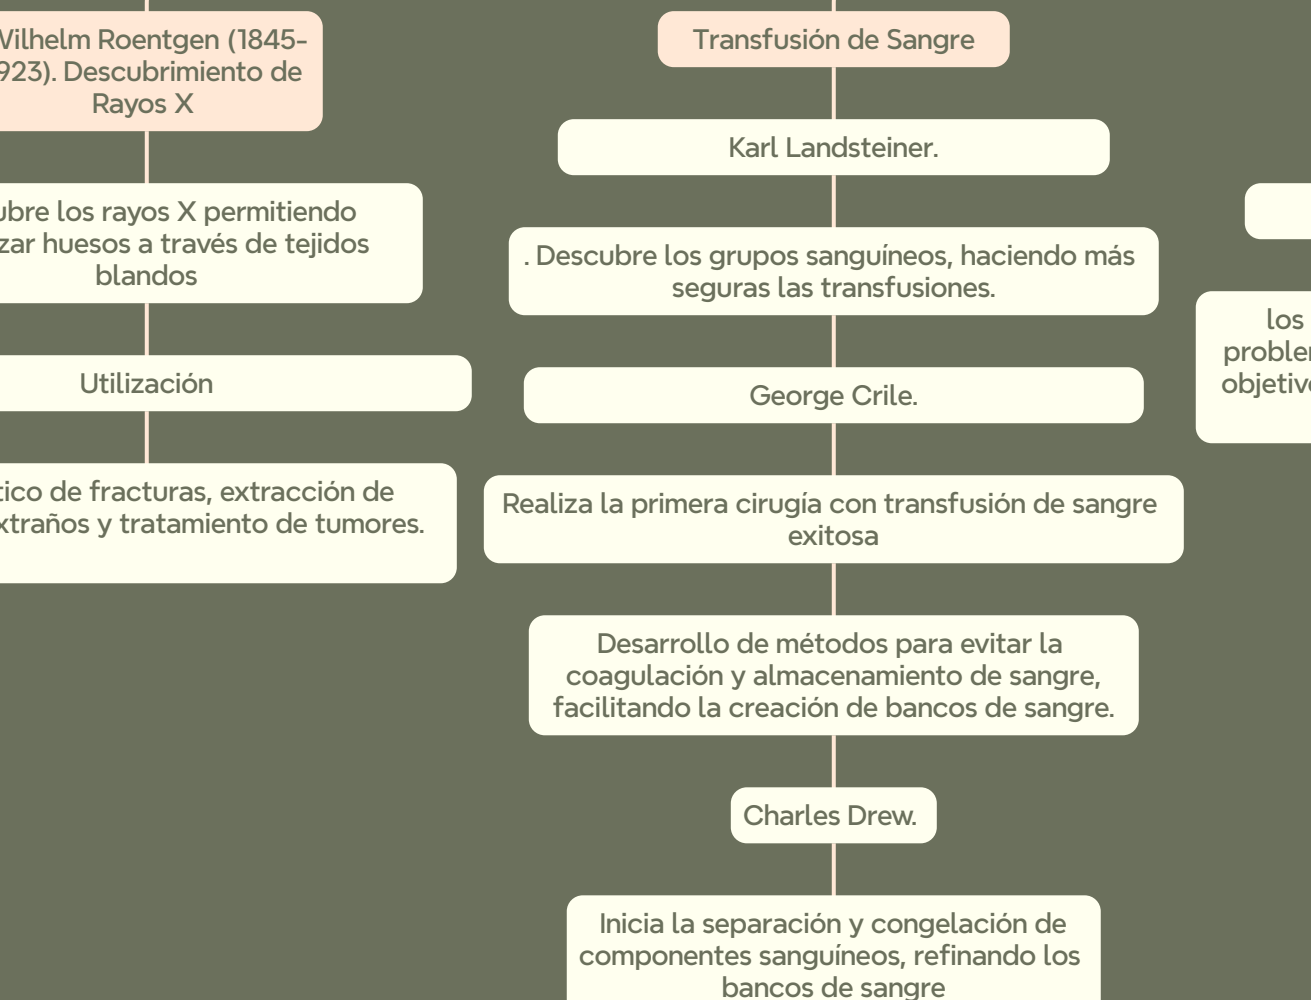 Wilhelm Roentgen (1845-
923). Descubrimiento de
Rayos X
ubre los rayos X permitiendo
zar huesos a través de tejidos
blandos
Utilización
tico de fracturas, extracción de
xtraños y tratamiento de tumores.
Transfusión de Sangre
Karl Landsteiner.
. Descubre los grupos sanguíneos, haciendo más
seguras las transfusiones.
George Crile.
Realiza la primera cirugía con transfusión de sangre
exitosa
Desarrollo de métodos para evitar la
coagulación y almacenamiento de sangre,
facilitando la creación de bancos de sangre.
Charles Drew.
Inicia la separación y congelación de
componentes sanguíneos, refinando los
bancos de sangre
los
problem
objetivo